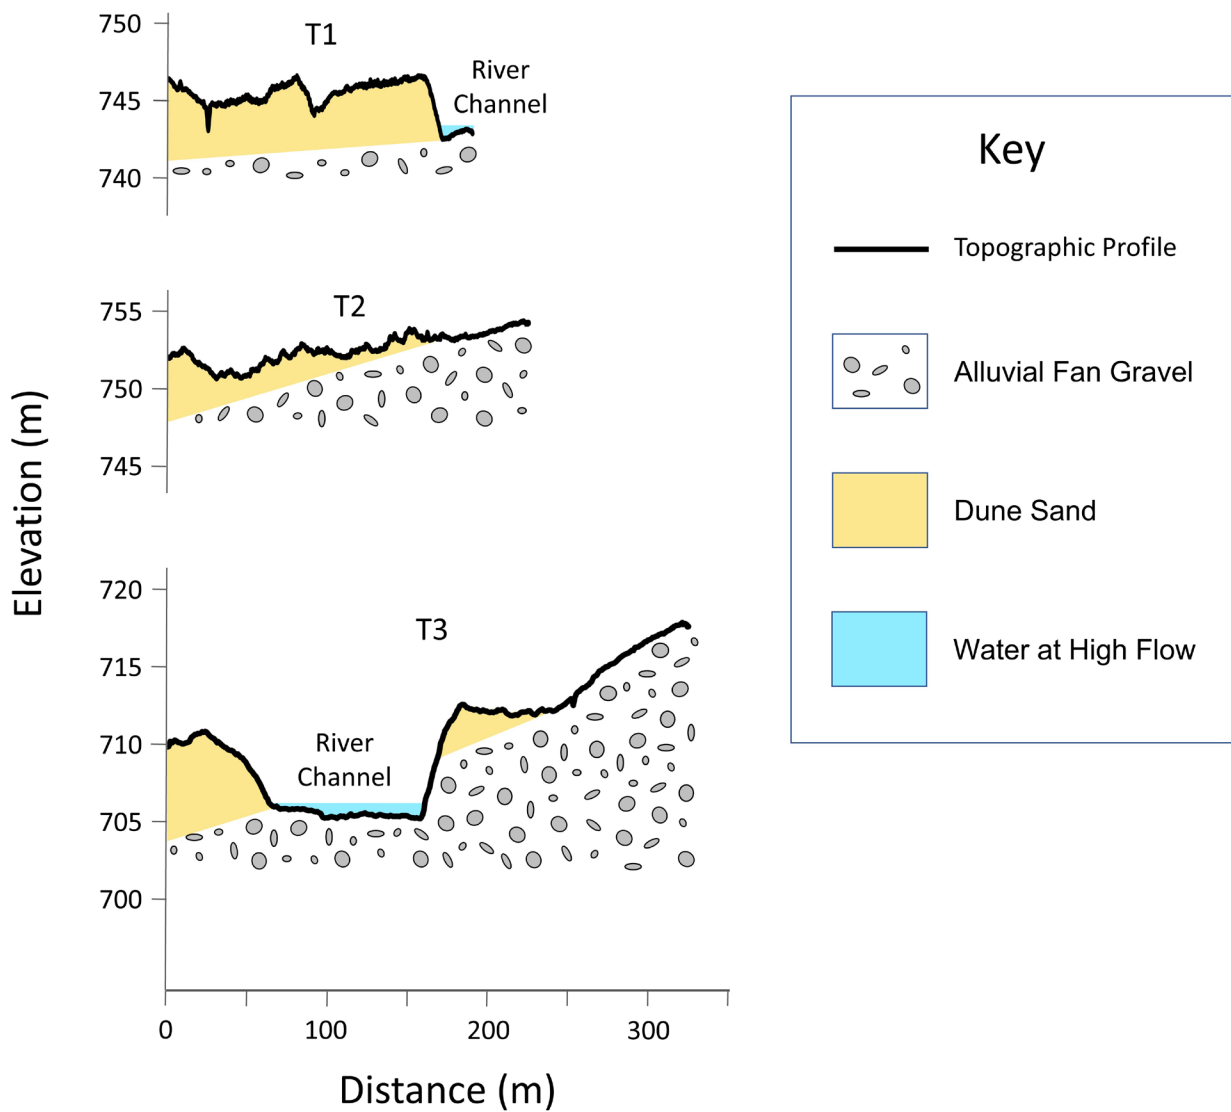 750
T1
River
Channel
745
740
755
T2
750
745
Elevation (m)
720
T3
715
710
River
Channel
705
700
0 100 200 300
Distance (m)
Key
Topographic Profile
Alluvial Fan Gravel
Dune Sand
Water at High Flow